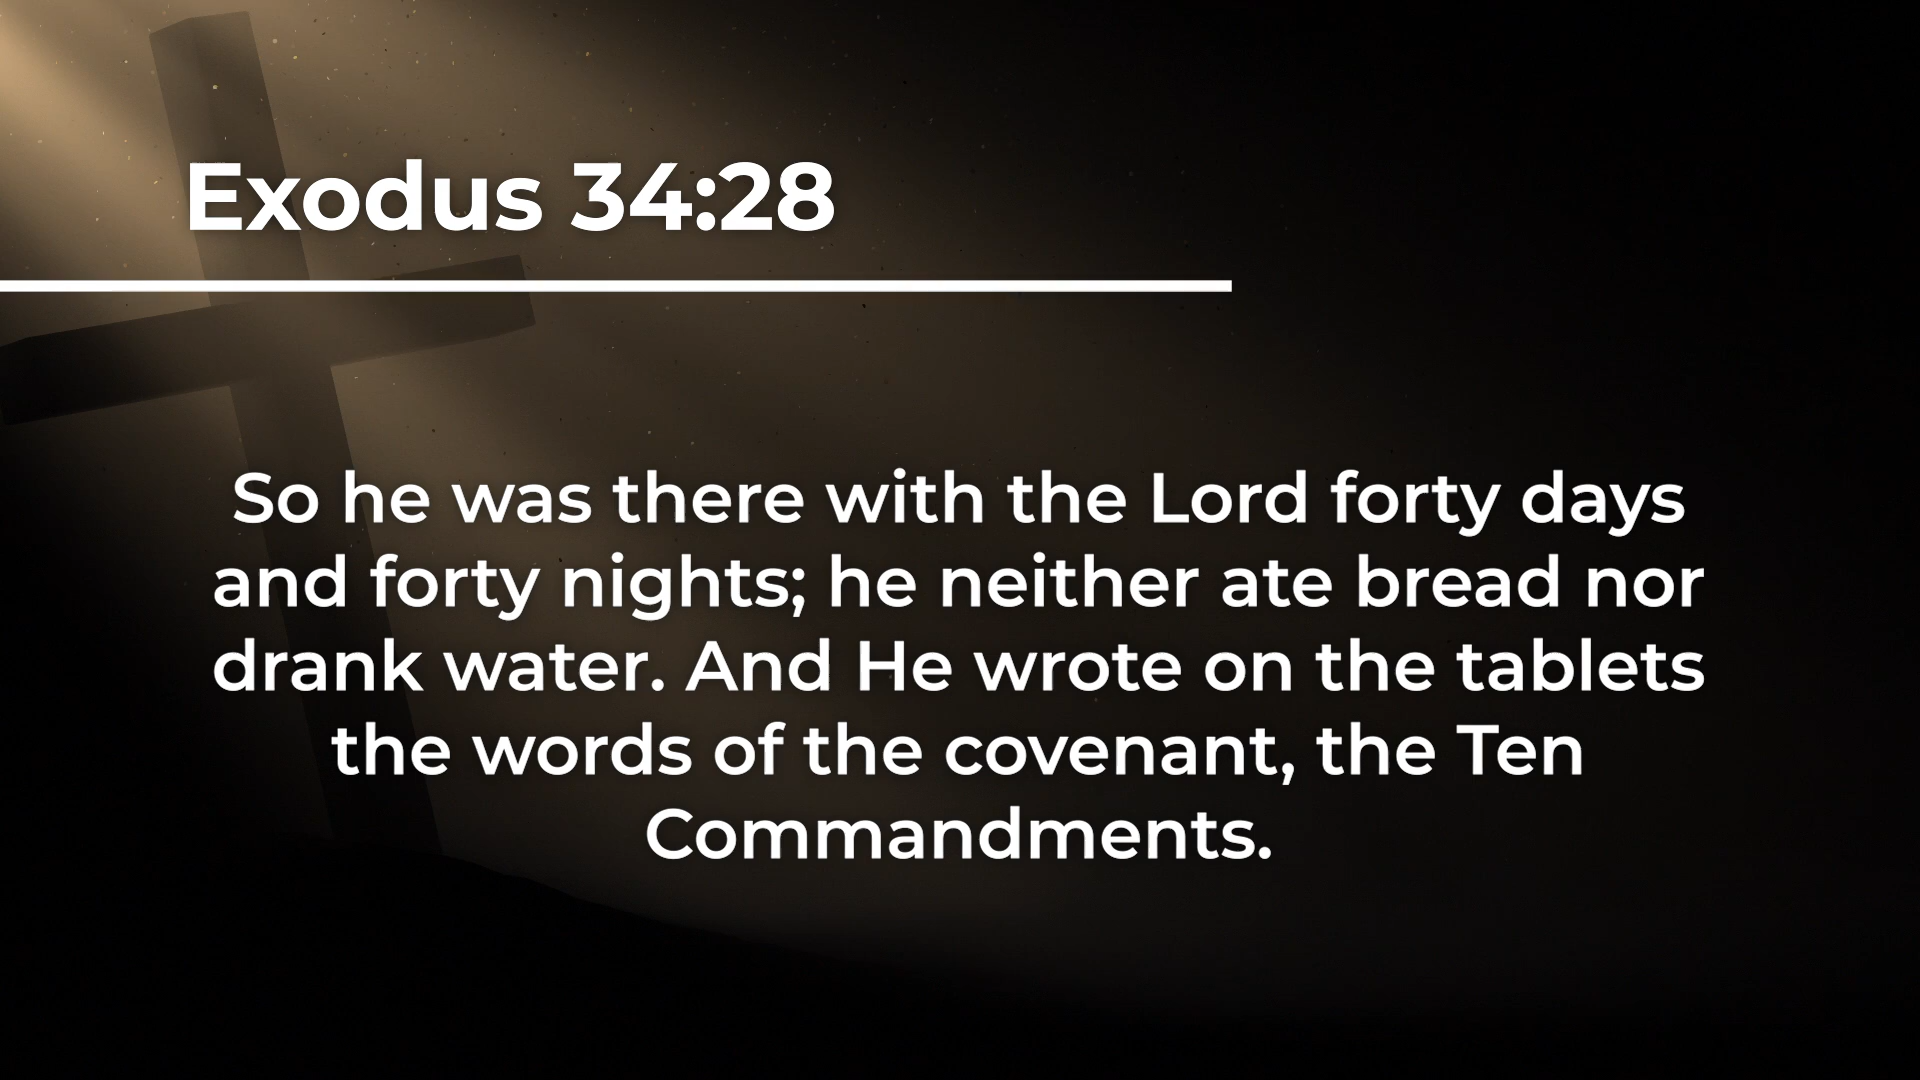 Exodus 34:28
So he was there with the Lord forty days
and forty nights; he neither ate bread nor
drank water. And He wrote on the tablets
the words of the covenant, the Ten
Commandments.